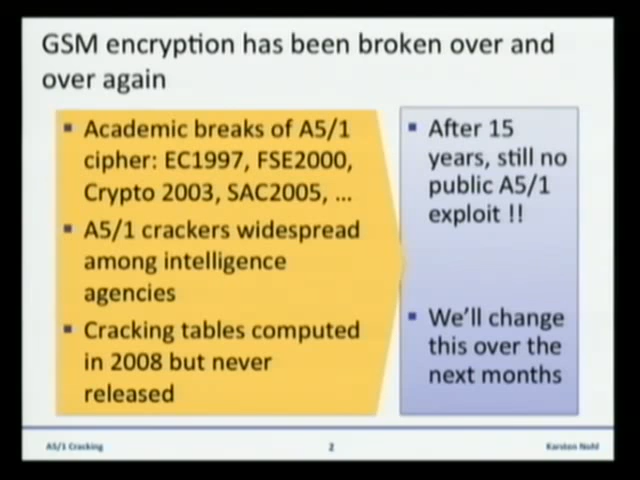 GSM encryption has been broken over and
over again
Academic breaks of A5/1
cipher: EC1997, FSE2000,
Crypto 2003, SAC2005, ...
A5/1 crackers widespread
among intelligence
agencies
Cracking tables computed
in 2008 but never
released
After 15
years, still no
public A5/1
exploit !!
We'll change
this over the
next months
A5/1 Cracking
2
Karsten Nohl